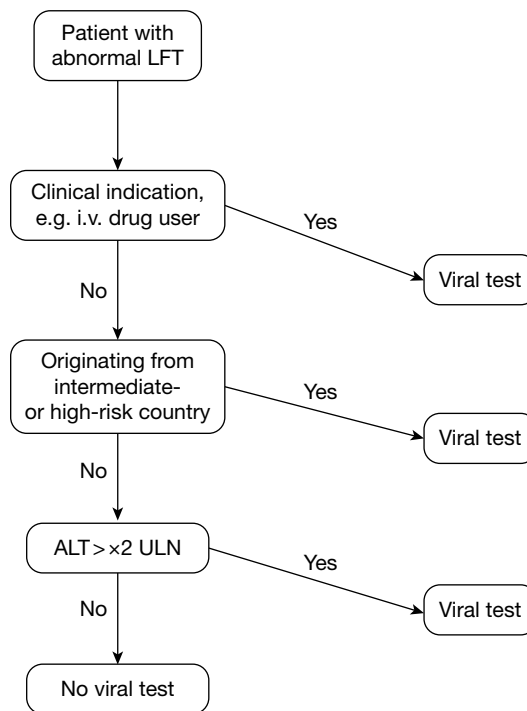 Patient with
abnormal LFT
Clinical indication,
e.g. i.v. drug user
Yes
Viral test
No
Originating from
intermediate-
or high-risk country
Yes
Viral test
No
ALT > ×2 ULN
Yes
Viral test
No
No viral test